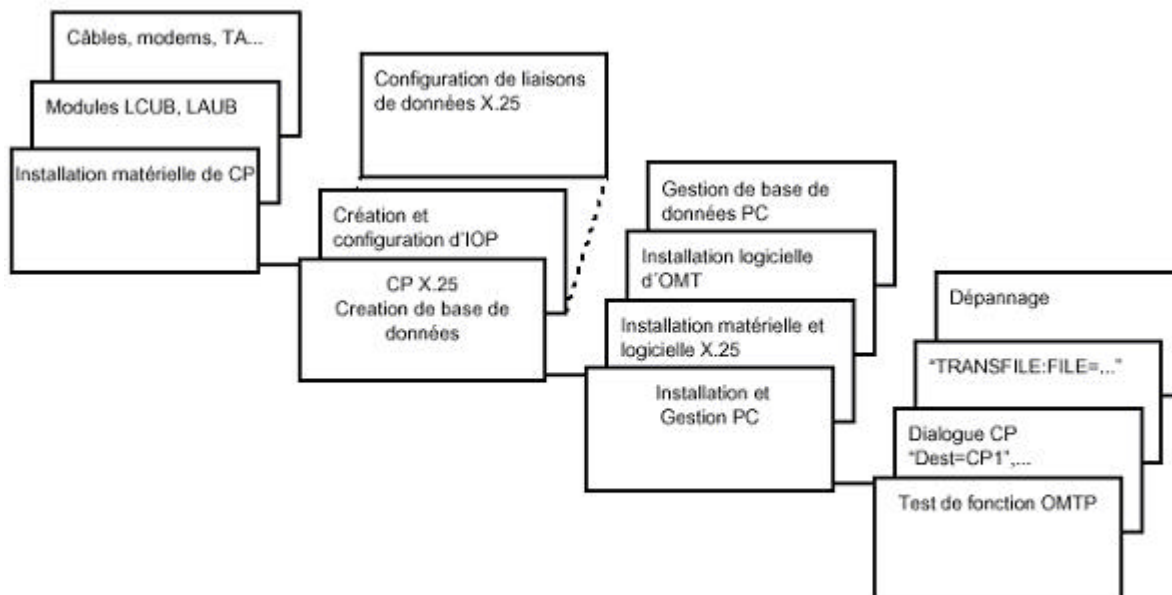 Câbles, modems, TA...
Modules LCUB, LAUB
Installation matérielle de CP
Configuration de liaisons
de données X.25
Création et
configuration d'IOP
CP X.25
Creation de base de
données
Gestion de base de
données PC
Installation logicielle
d´OMT
Installation matérielle et
logicielle X.25
Installation et
Gestion PC
Dépannage
“TRANSFILE:FILE=...”
Dialogue CP
“Dest=CP1”,...
Test de fonction OMTP